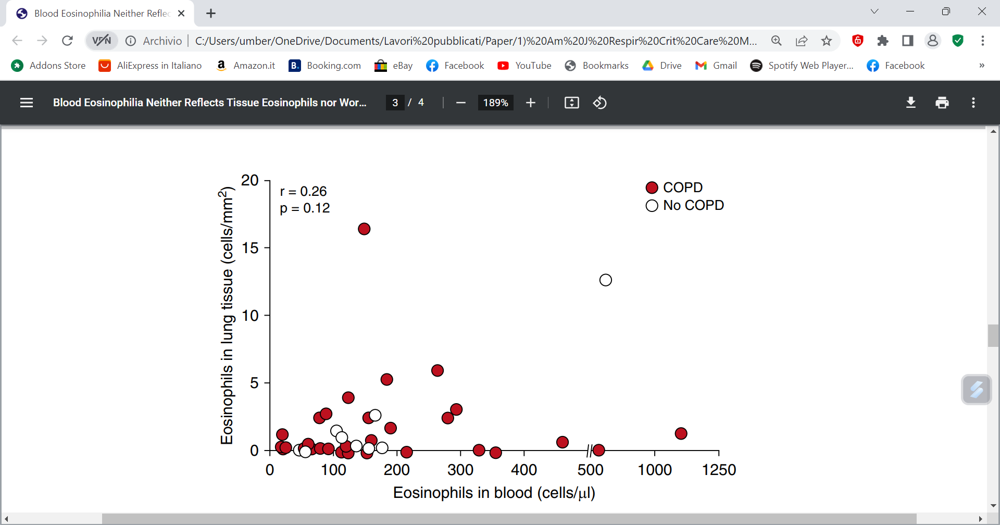 Blood Eosinophilia Neither Reflec
VPN
Archivio
C:/Users/umber/OneDrive/Documents/Lavori%20pubblicati/Paper/1)%20Am%20J%20Respir%20Crit%20Care%20M...
Addons Store
AliExpress in Italiano
a Amazon.it
B. Booking.com
eBay
Facebook
YouTube
Bookmarks
Drive
Gmail
Spotify Web Player...
Facebook
»
Blood Eosinophilia Neither Reflects Tissue Eosinophils nor Wor...
3 / 4
189%
r = 0.26
p = 0.12
COPD
No COPD
Eosinophils in lung tissue (cells/mm²)
20
15
10
5
0
0 100 200 300 400 500 1000 1250
Eosinophils in blood (cells/μl)